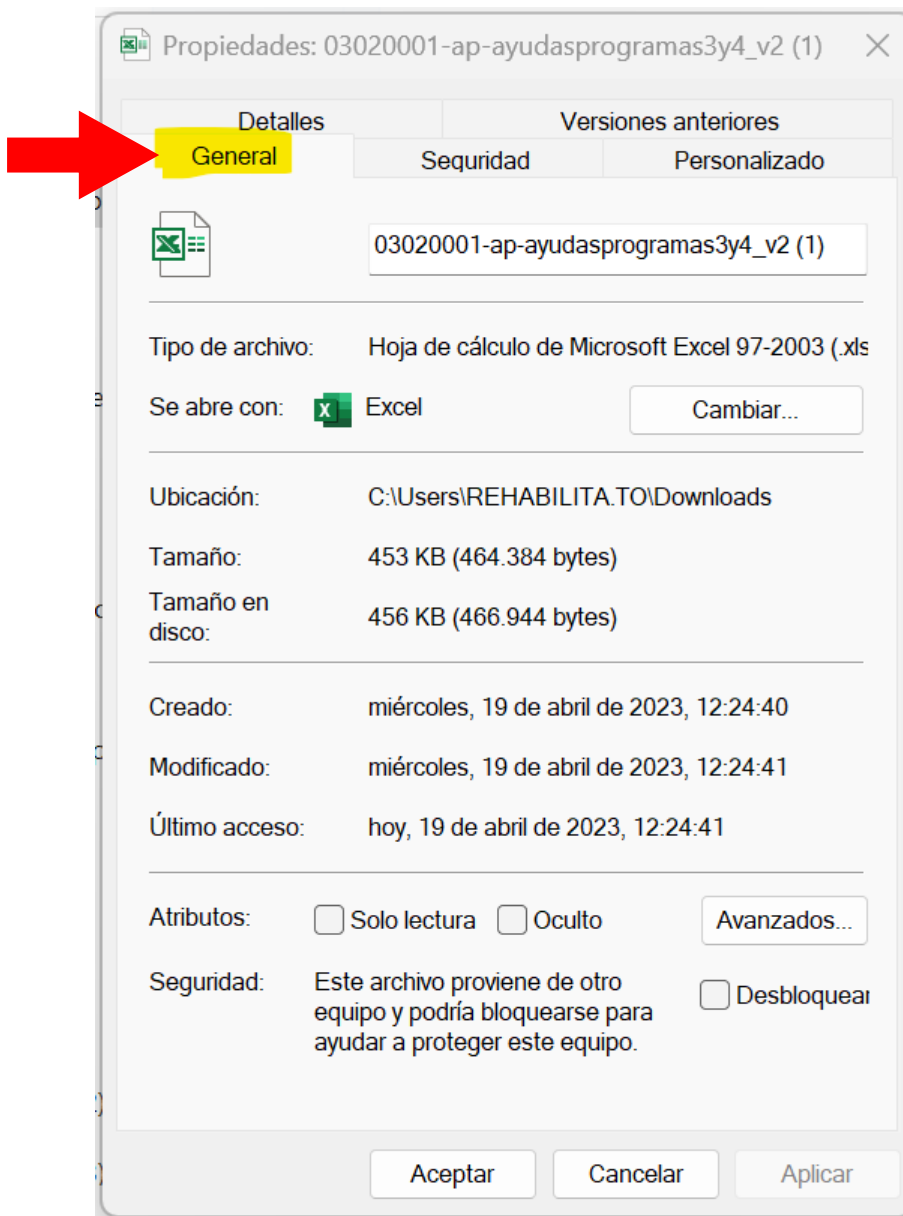 Propiedades: 03020001-ap-ayudasprogramas3y4_v2 (1)
Detalles Versiones anteriores
General Sequridad Personalizado
03020001-ap-ayudasprogramas3y4_v2 (1)
Tipo de archivo: Hoja de cálculo de Microsoft Excel 97-2003 (.xls
Se abre con: Excel Cambiar...
Ubicación: C:\Users\REHABILITA.TO\Downloads
Tamaño: 453 KB (464.384 bytes)
Tamaño en
disco: 456 KB (466.944 bytes)
Creado: miércoles, 19 de abril de 2023, 12:24:40
Modificado: miércoles, 19 de abril de 2023, 12:24:41
Último acceso: hoy, 19 de abril de 2023, 12:24:41
Atributos: Solo lectura Oculto Avanzados...
Seguridad: Este archivo proviene de otro
equipo y podría bloquearse para
ayudar a proteger este equipo.
Desbloquear
Aceptar Cancelar Aplicar